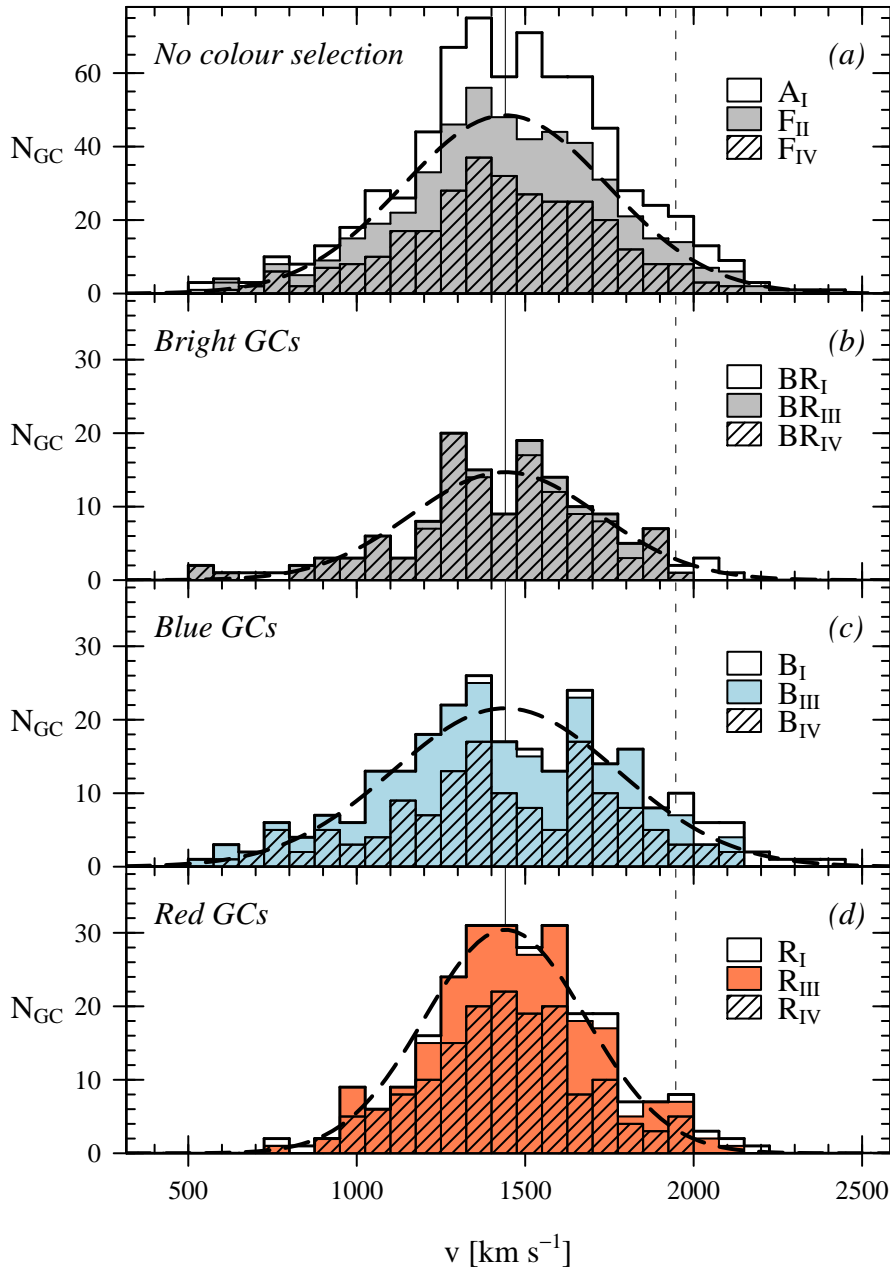 No colour selection
(a)
A_I
F_II
F_IV
N_GC
60
40
20
0
Bright GCs
(b)
BR_I
BR_III
BR_IV
N_GC
30
20
10
0
Blue GCs
(c)
B_I
B_III
B_IV
N_GC
30
20
10
0
Red GCs
(d)
R_I
R_III
R_IV
N_GC
30
20
10
0
500 1000 1500 2000 2500
v [km s⁻¹]